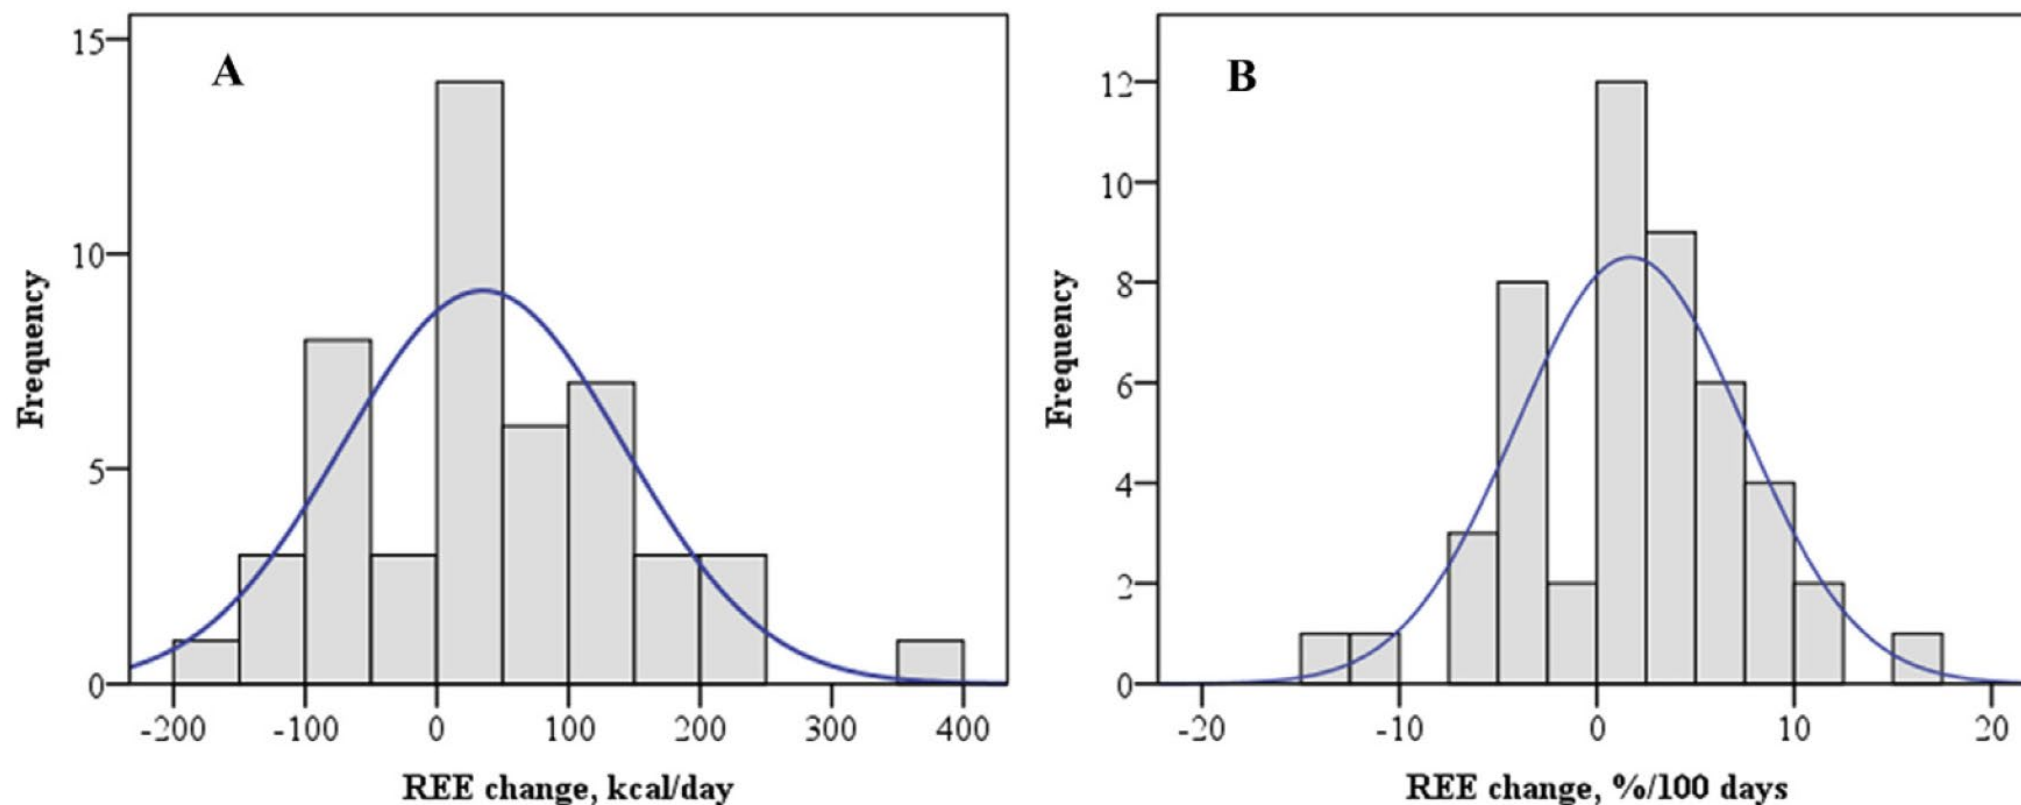 A
15
10
5
0
Frequency
-200 -100 0 100 200 300 400
REE change, kcal/day
B
12
10
8
6
4
2
0
Frequency
-20 -10 0 10 20
REE change, %/100 days